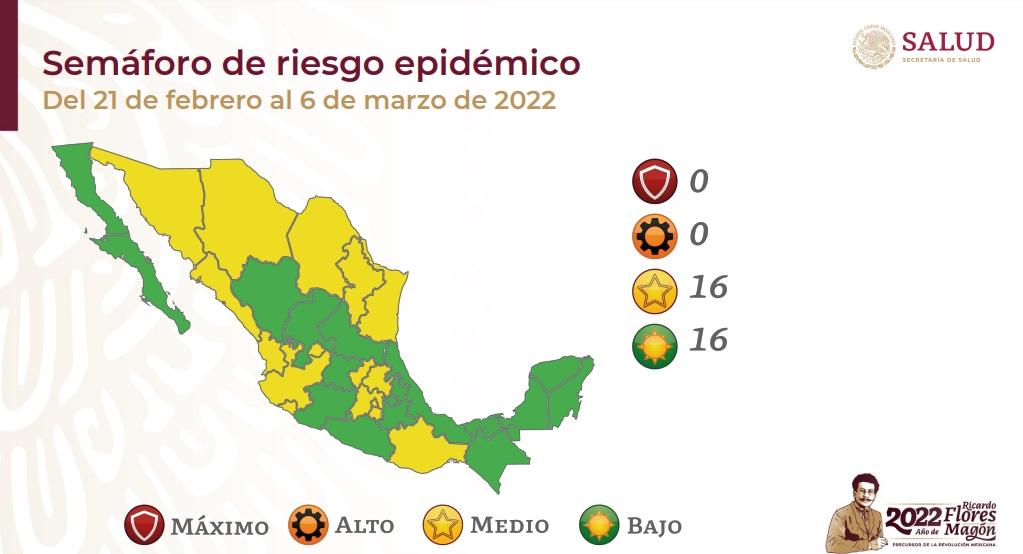 Semáforo de riesgo epidémico
Del 21 de febrero al 6 de marzo de 2022
SALUD
SECRETARÍA DE SALUD
0
0
16
16
MÁXIMO
ALTO
MEDIO
BAJO
2022
Año de
Ricardo
Flores
Magón
PRECURSOR DE LA REVOLUCIÓN MEXICANA